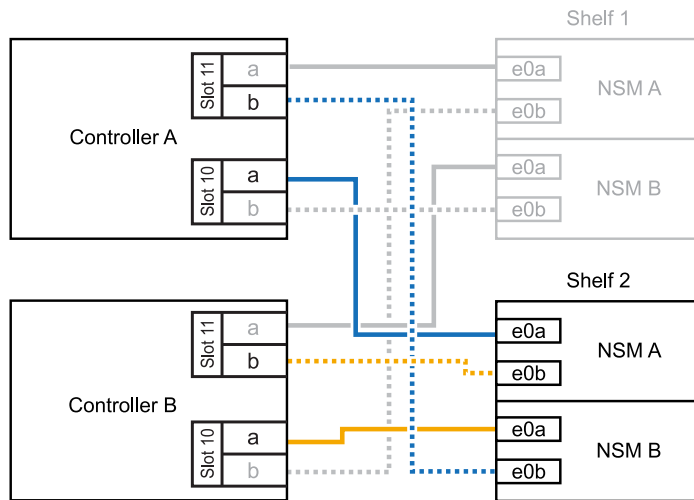 Shelf 1
Controller A
Slot 11
a
b
Slot 10
a
b
e0a
e0b
NSM A
e0a
e0b
NSM B
Shelf 2
Controller B
Slot 11
a
b
Slot 10
a
b
e0a
e0b
NSM A
e0a
e0b
NSM B